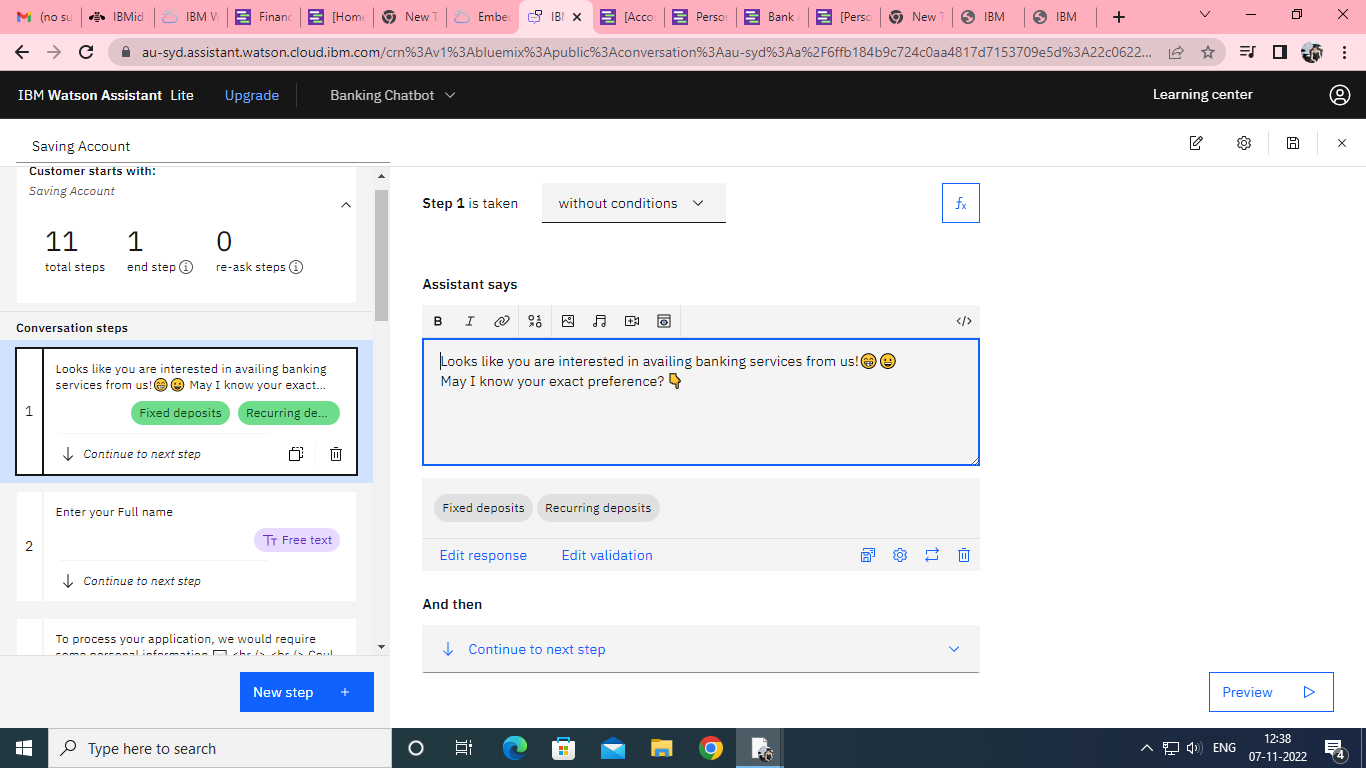 (no su
IBMid
IBM W
Financ
[Home
New T
Embed
IBM
[Acco
Person
Bank A
[Perso
New T
IBM
IBM
au-syd.assistant.watson.cloud.ibm.com/crn%3Av1%3Abluemix%3Apublic%3Aconversation%3Aau-syd%3Aa%2F6ffb184b9c724c0aa4817d7153709e5d%3A22c0622...
IBM Watson Assistant Lite
Upgrade
Banking Chatbot
Learning center
Saving Account
Customer starts with:
Saving Account
11
1
0
total steps
end step
re-ask steps
Conversation steps
1
Looks like you are interested in availing banking
services from us!😁😀 May I know your exact...
Fixed deposits
Recurring de...
Continue to next step
2
Enter your Full name
Free text
Continue to next step
To process your application, we would require
some personal information
New step +
Step 1 is taken
without conditions
fx
Assistant says
B I
</>
Looks like you are interested in availing banking services from us!😁😀
May I know your exact preference? 👇
Fixed deposits
Recurring deposits
Edit response
Edit validation
And then
Continue to next step
Preview
Type here to search
ENG
12:38
07-11-2022
4